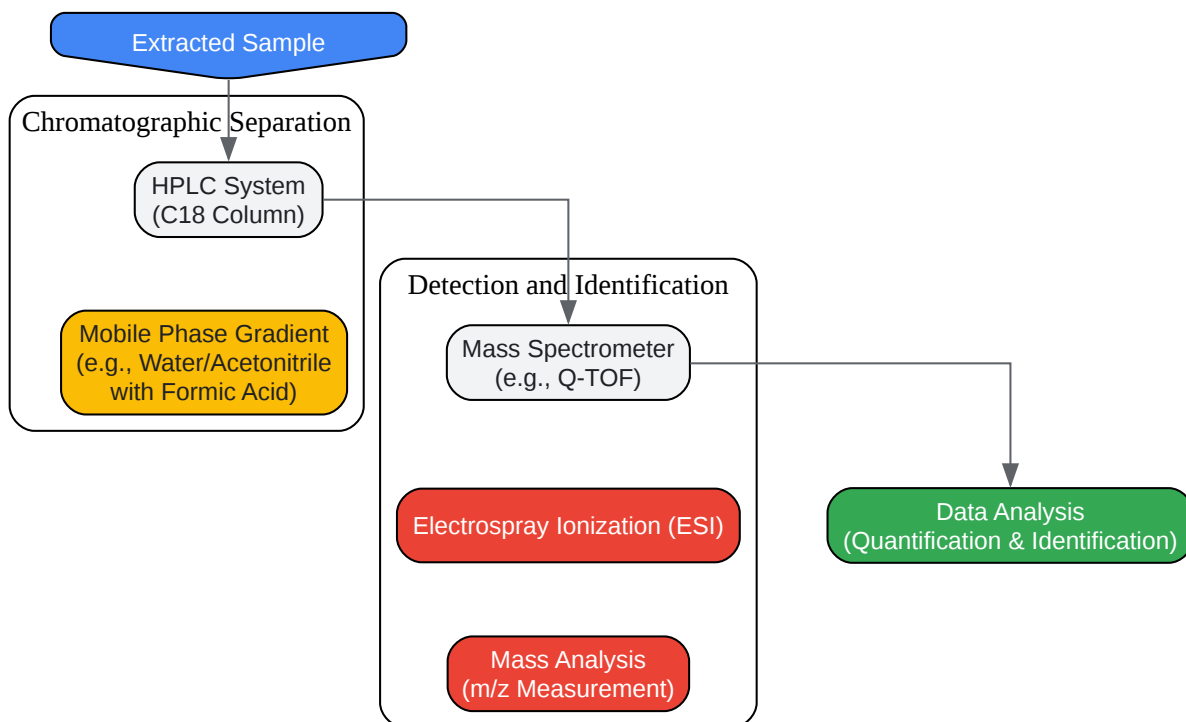 Extracted Sample
Chromatographic Separation
HPLC System
(C18 Column)
Mobile Phase Gradient
(e.g., Water/Acetonitrile
with Formic Acid)
Detection and Identification
Mass Spectrometer
(e.g., Q-TOF)
Electrospray Ionization (ESI)
Data Analysis
(Quantification & Identification)
Mass Analysis
(m/z Measurement)